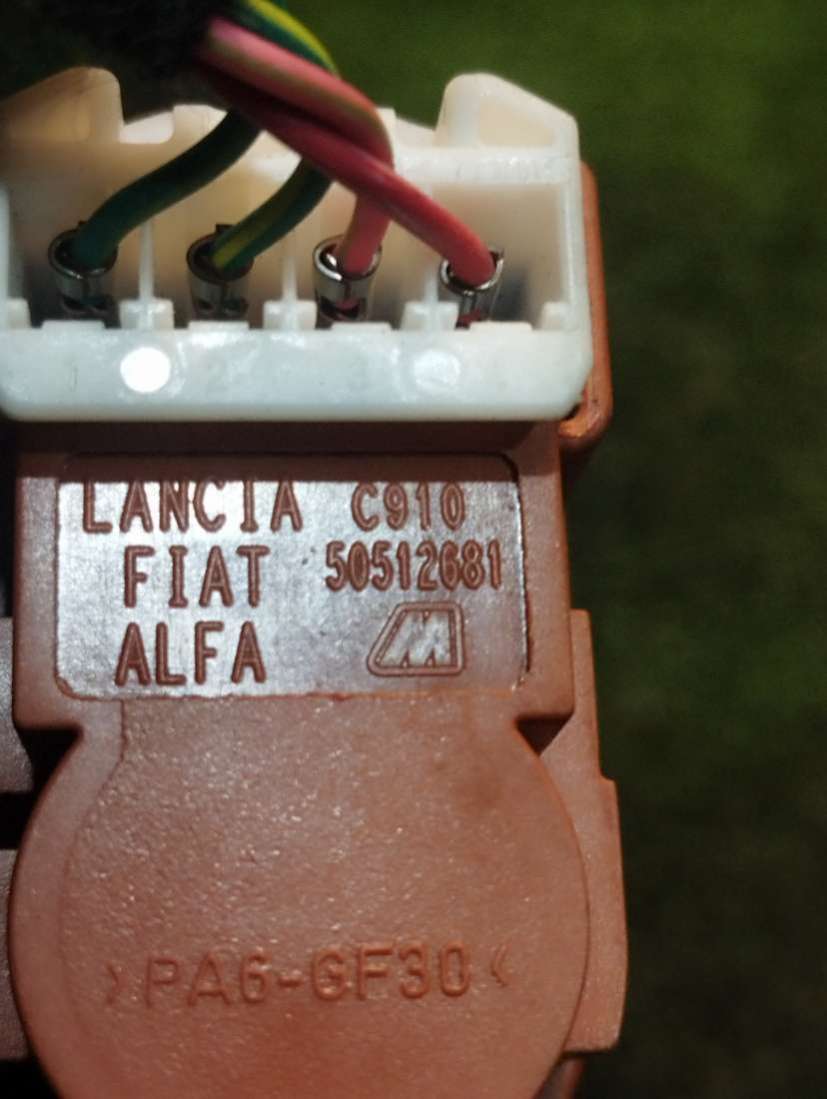 LANCIA C910
FIAT 50512681
ALFA M
>PA6-GF30<